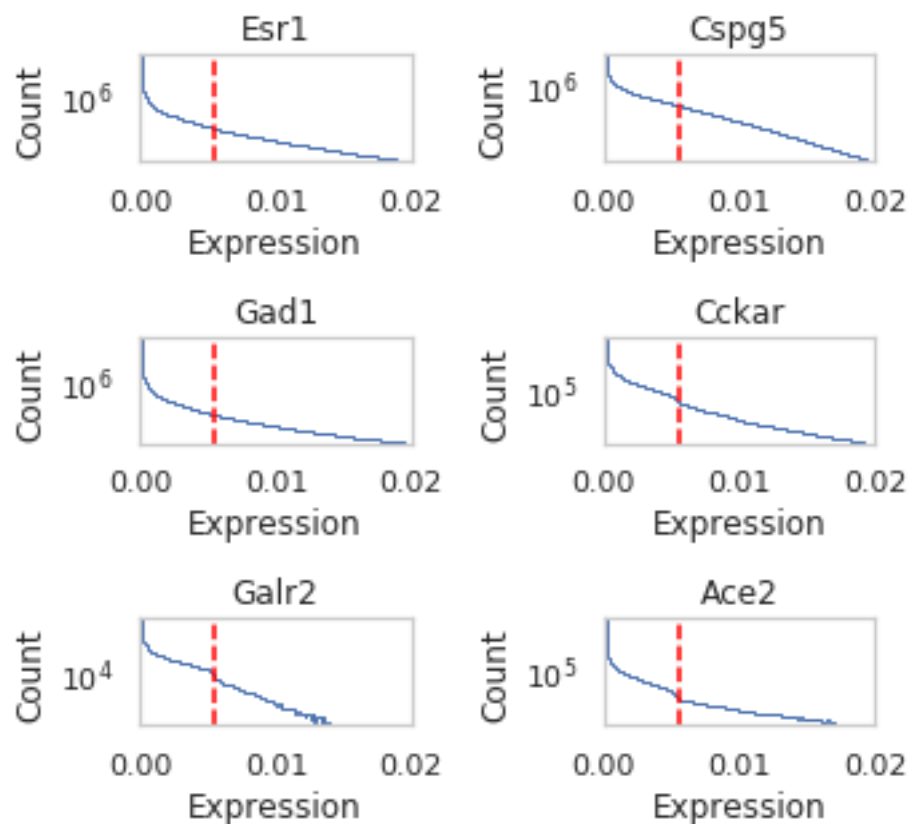 Esr1
Cspg5
Count
10^6
Count
10^6
0.00 0.01 0.02
Expression
0.00 0.01 0.02
Expression
Gad1
Cckar
Count
10^6
Count
10^5
0.00 0.01 0.02
Expression
0.00 0.01 0.02
Expression
Galr2
Ace2
Count
10^4
Count
10^5
0.00 0.01 0.02
Expression
0.00 0.01 0.02
Expression